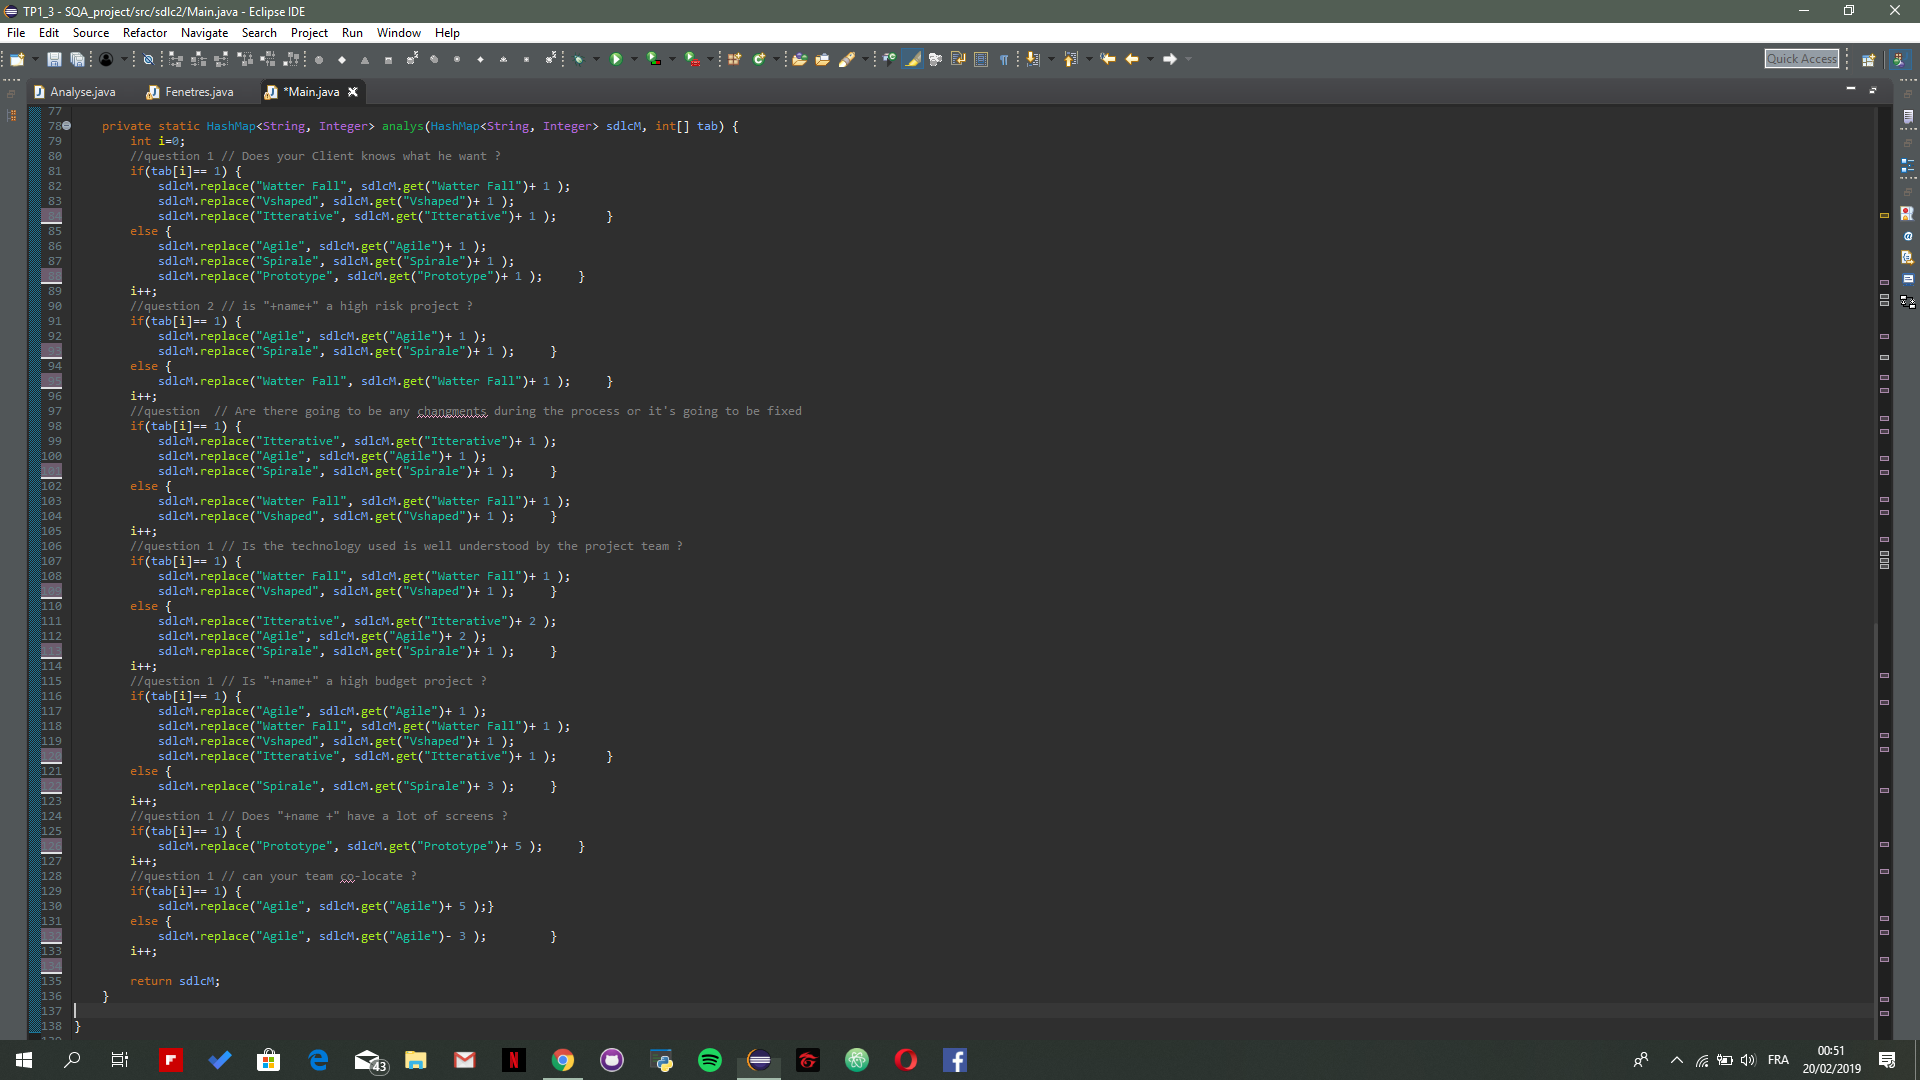 TP1_3 - SQA_project/src/sdlc2/Main.java - Eclipse IDE
File Edit Source Refactor Navigate Search Project Run Window Help
Quick Access
Analyse.java Fenetres.java *Main.java
77
78 private static HashMap<String, Integer> analys(HashMap<String, Integer> sdlcM, int[] tab) {
79 int i=0;
80 //question 1 // Does your Client knows what he want ?
81 if(tab[i]== 1) {
82 sdlcM.replace("Watter Fall", sdlcM.get("Watter Fall")+ 1 );
83 sdlcM.replace("Vshaped", sdlcM.get("Vshaped")+ 1 );
84 sdlcM.replace("Itterative", sdlcM.get("Itterative")+ 1 ); }
85 else {
86 sdlcM.replace("Agile", sdlcM.get("Agile")+ 1 );
87 sdlcM.replace("Spirale", sdlcM.get("Spirale")+ 1 );
88 sdlcM.replace("Prototype", sdlcM.get("Prototype")+ 1 ); }
89 i++;
90 //question 2 // is "+name+" a high risk project ?
91 if(tab[i]== 1) {
92 sdlcM.replace("Agile", sdlcM.get("Agile")+ 1 );
93 sdlcM.replace("Spirale", sdlcM.get("Spirale")+ 1 ); }
94 else {
95 sdlcM.replace("Watter Fall", sdlcM.get("Watter Fall")+ 1 ); }
96 i++;
97 //question // Are there going to be any changments during the process or it's going to be fixed
98 if(tab[i]== 1) {
99 sdlcM.replace("Itterative", sdlcM.get("Itterative")+ 1 );
100 sdlcM.replace("Agile", sdlcM.get("Agile")+ 1 );
101 sdlcM.replace("Spirale", sdlcM.get("Spirale")+ 1 ); }
102 else {
103 sdlcM.replace("Watter Fall", sdlcM.get("Watter Fall")+ 1 );
104 sdlcM.replace("Vshaped", sdlcM.get("Vshaped")+ 1 ); }
105 i++;
106 //question 1 // Is the technology used is well understood by the project team ?
107 if(tab[i]== 1) {
108 sdlcM.replace("Watter Fall", sdlcM.get("Watter Fall")+ 1 );
109 sdlcM.replace("Vshaped", sdlcM.get("Vshaped")+ 1 ); }
110 else {
111 sdlcM.replace("Itterative", sdlcM.get("Itterative")+ 2 );
112 sdlcM.replace("Agile", sdlcM.get("Agile")+ 2 );
113 sdlcM.replace("Spirale", sdlcM.get("Spirale")+ 1 ); }
114 i++;
115 //question 1 // Is "+name+" a high budget project ?
116 if(tab[i]== 1) {
117 sdlcM.replace("Agile", sdlcM.get("Agile")+ 1 );
118 sdlcM.replace("Watter Fall", sdlcM.get("Watter Fall")+ 1 );
119 sdlcM.replace("Vshaped", sdlcM.get("Vshaped")+ 1 );
120 sdlcM.replace("Itterative", sdlcM.get("Itterative")+ 1 ); }
121 else {
122 sdlcM.replace("Spirale", sdlcM.get("Spirale")+ 3 ); }
123 i++;
124 //question 1 // Does "+name +" have a lot of screens ?
125 if(tab[i]== 1) {
126 sdlcM.replace("Prototype", sdlcM.get("Prototype")+ 5 ); }
127 i++;
128 //question 1 // can your team co-locate ?
129 if(tab[i]== 1) {
130 sdlcM.replace("Agile", sdlcM.get("Agile")+ 5 );}
131 else {
132 sdlcM.replace("Agile", sdlcM.get("Agile")- 3 ); }
133 i++;
134
135 return sdlcM;
136 }
137
138 }
43
FRA
00:51
20/02/2019